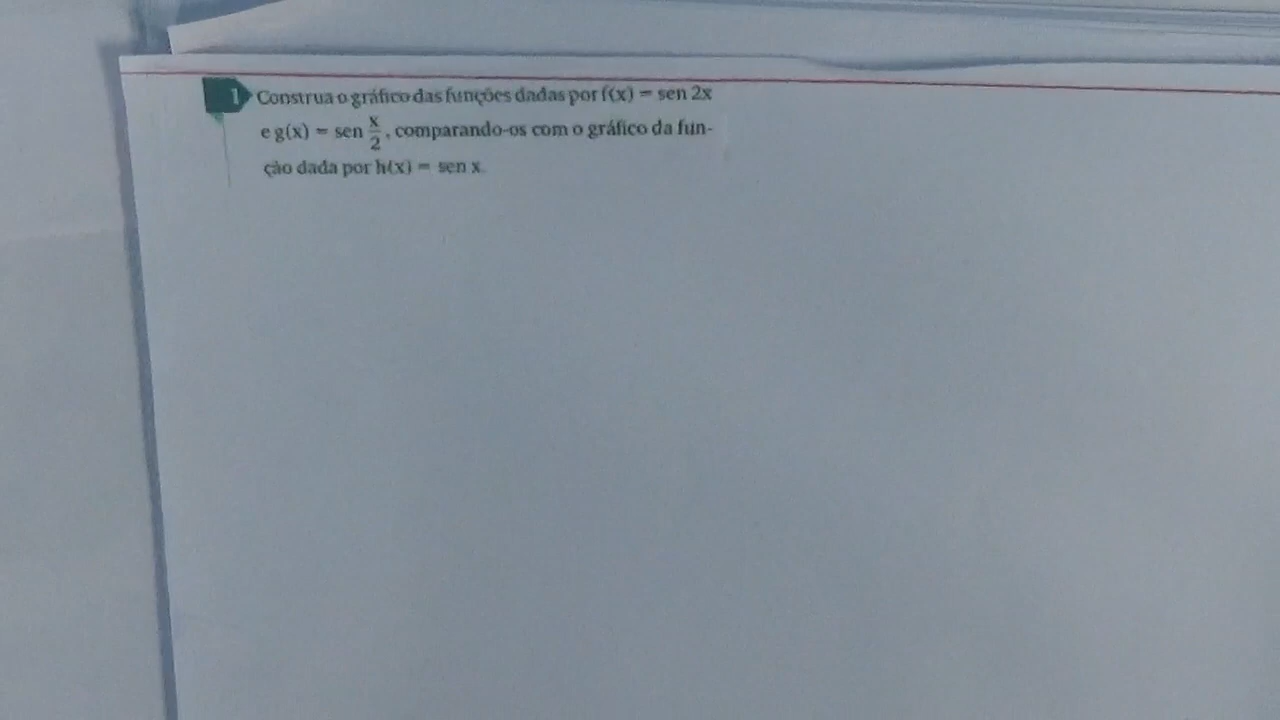 1 Construa o gráfico das funções dadas por f(x) = sen 2x
e g(x) = sen x/2, comparando-os com o gráfico da fun-
ção dada por h(x) = sen x.